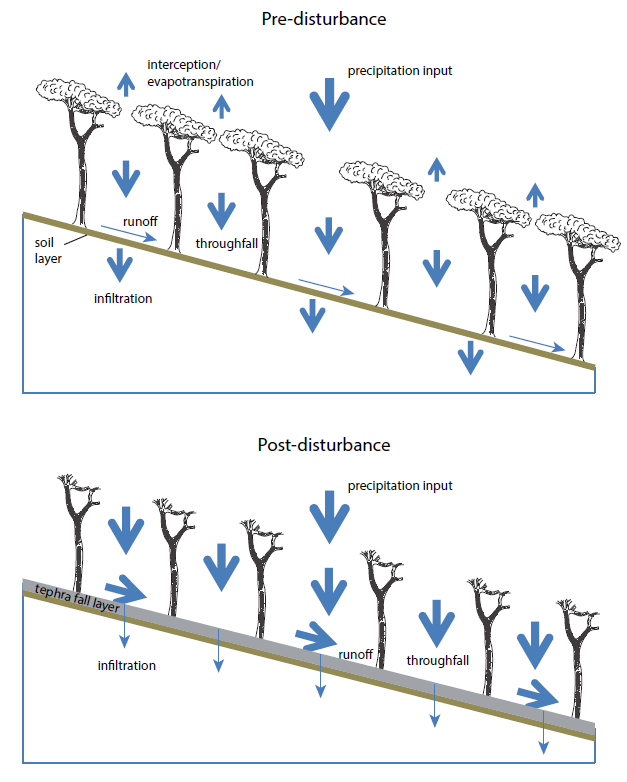 Pre-disturbance
interception/
evapotranspiration
precipitation input
runoff
throughfall
soil
layer
infiltration
Post-disturbance
precipitation input
tephra fall layer
runoff
throughfall
infiltration